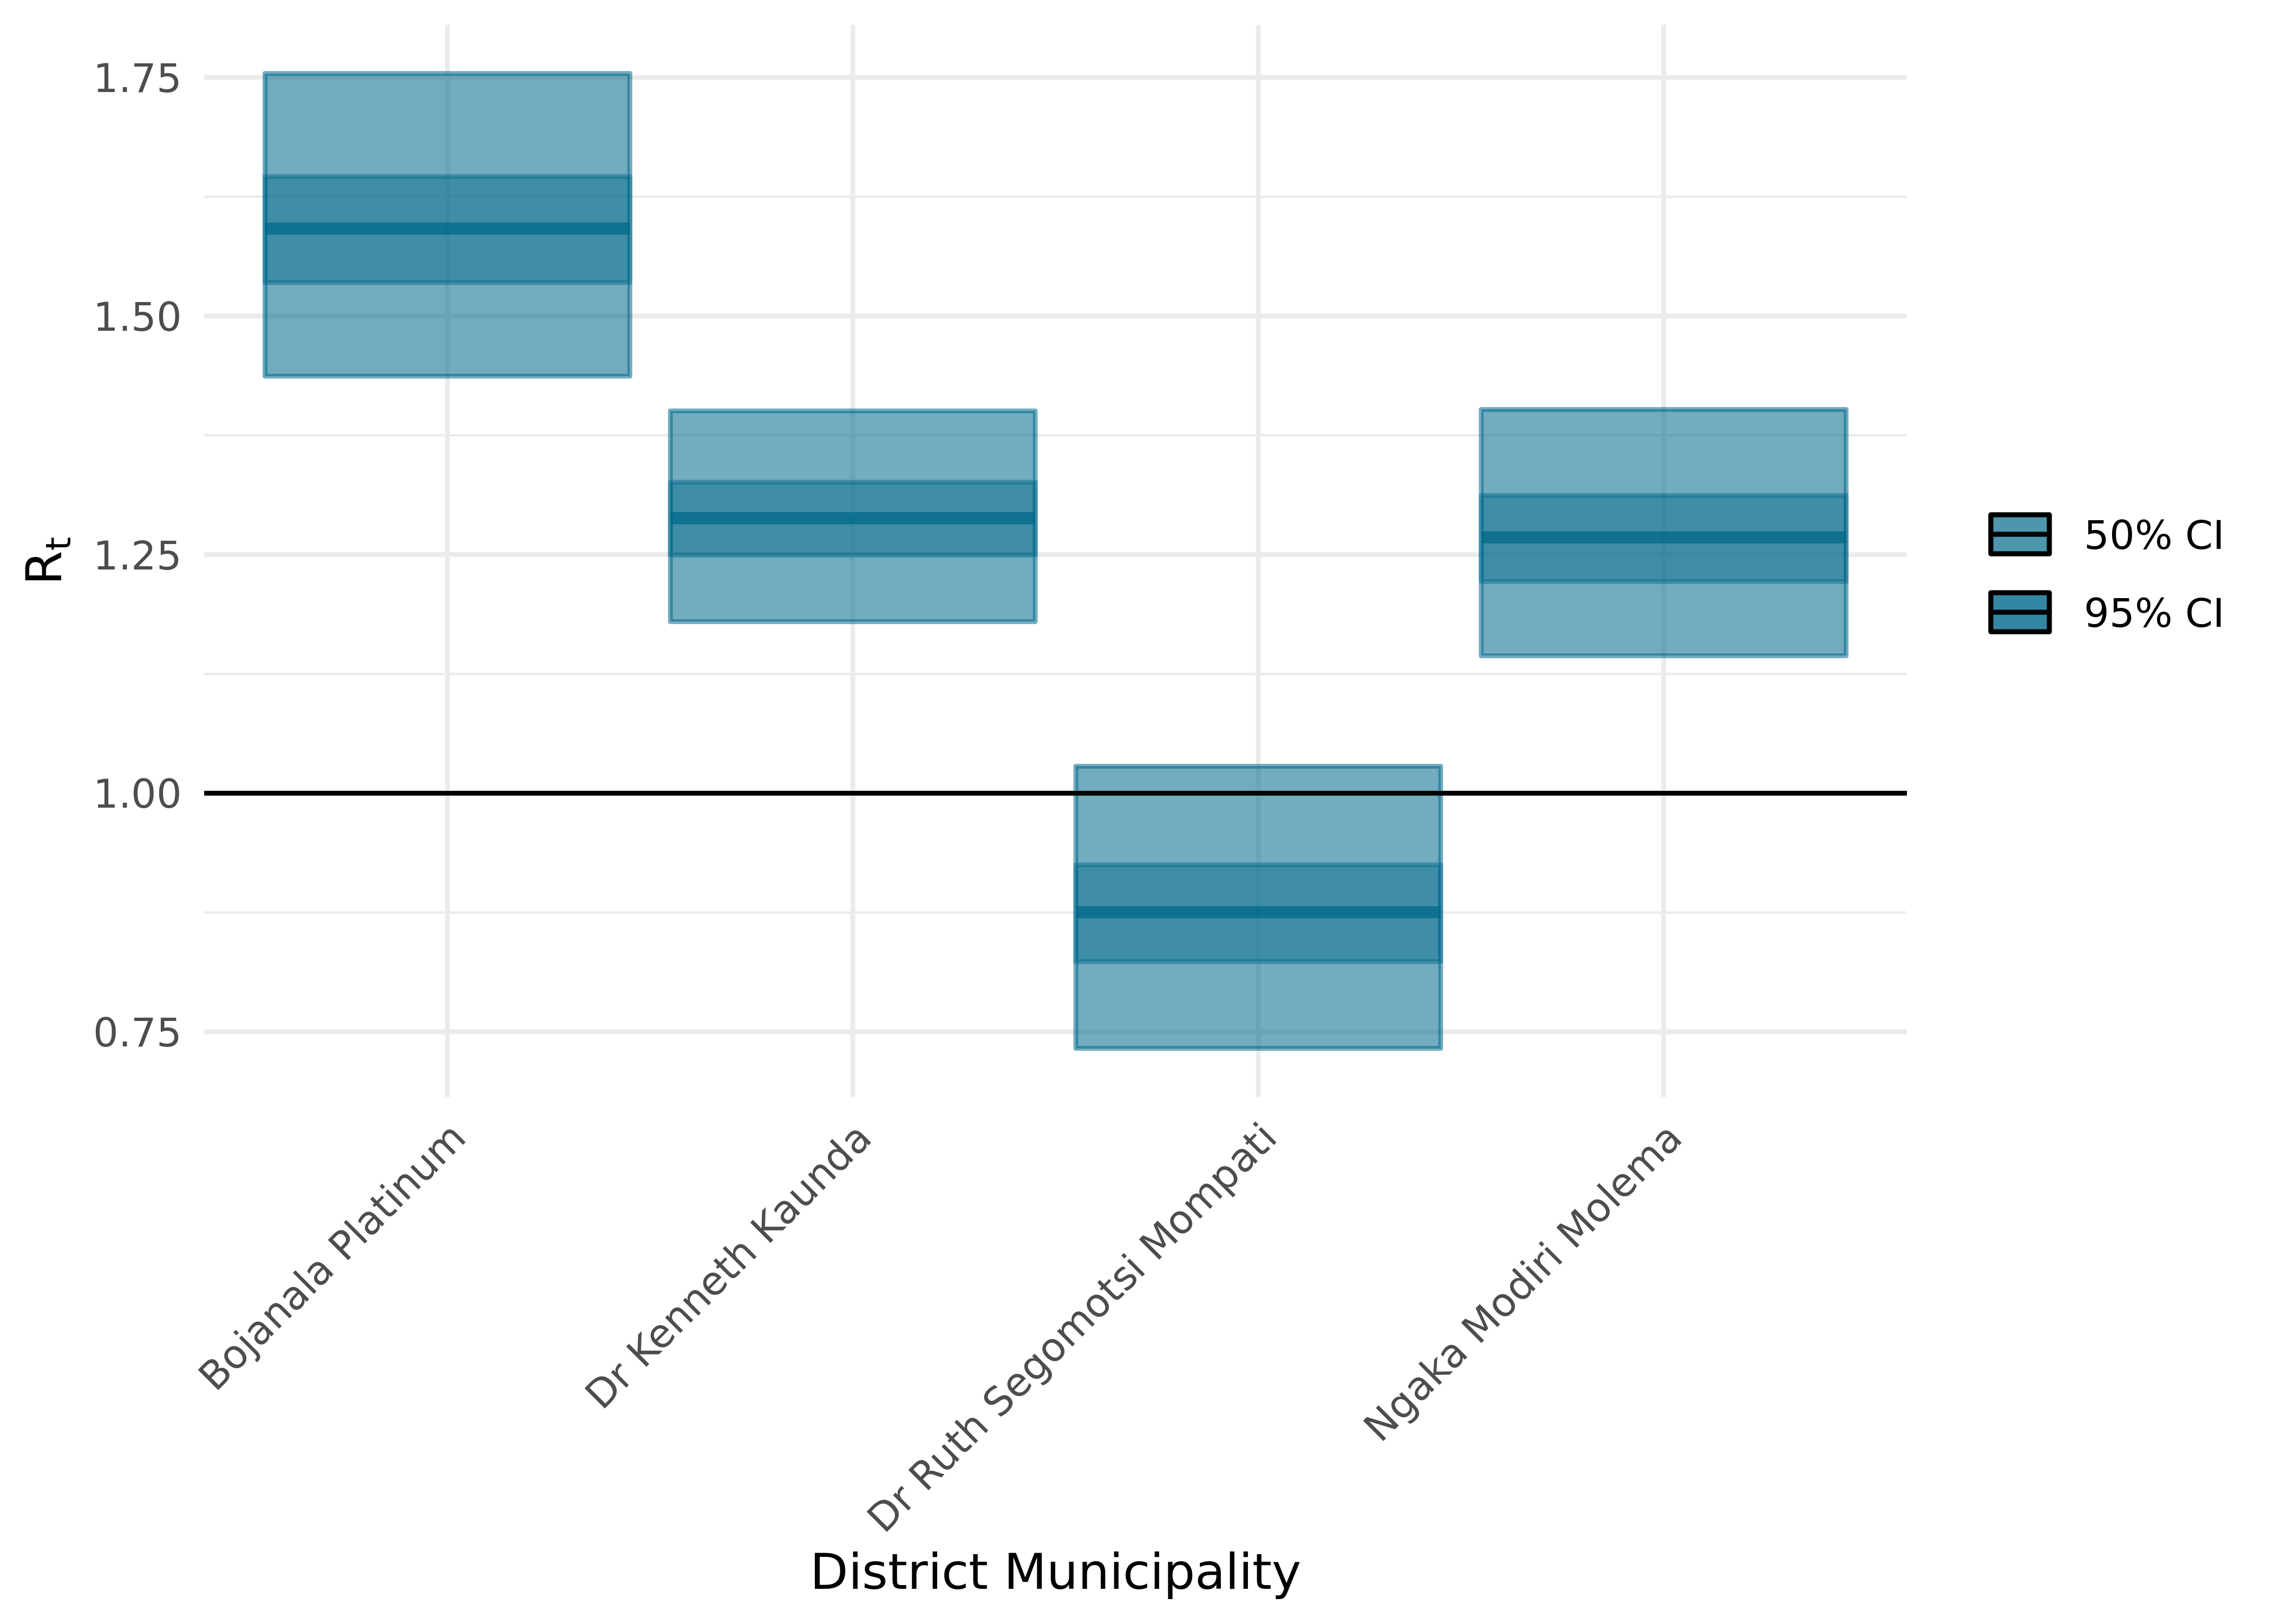 1.75
1.50
1.25
1.00
0.75
Rt
Bojanala Platinum
Dr Kenneth Kaunda
Dr Ruth Segomotsi Mompati
Ngaka Modiri Molema
District Municipality
50% CI
95% CI